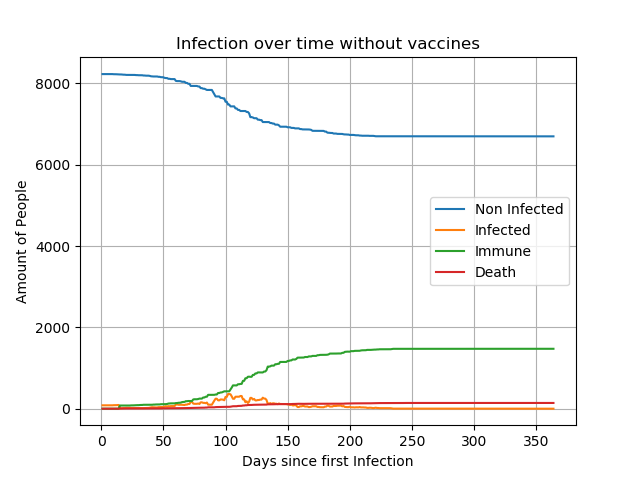 Infection over time without vaccines
8000
6000
4000
2000
0
Amount of People
Non Infected
Infected
Immune
Death
0 50 100 150 200 250 300 350
Days since first Infection